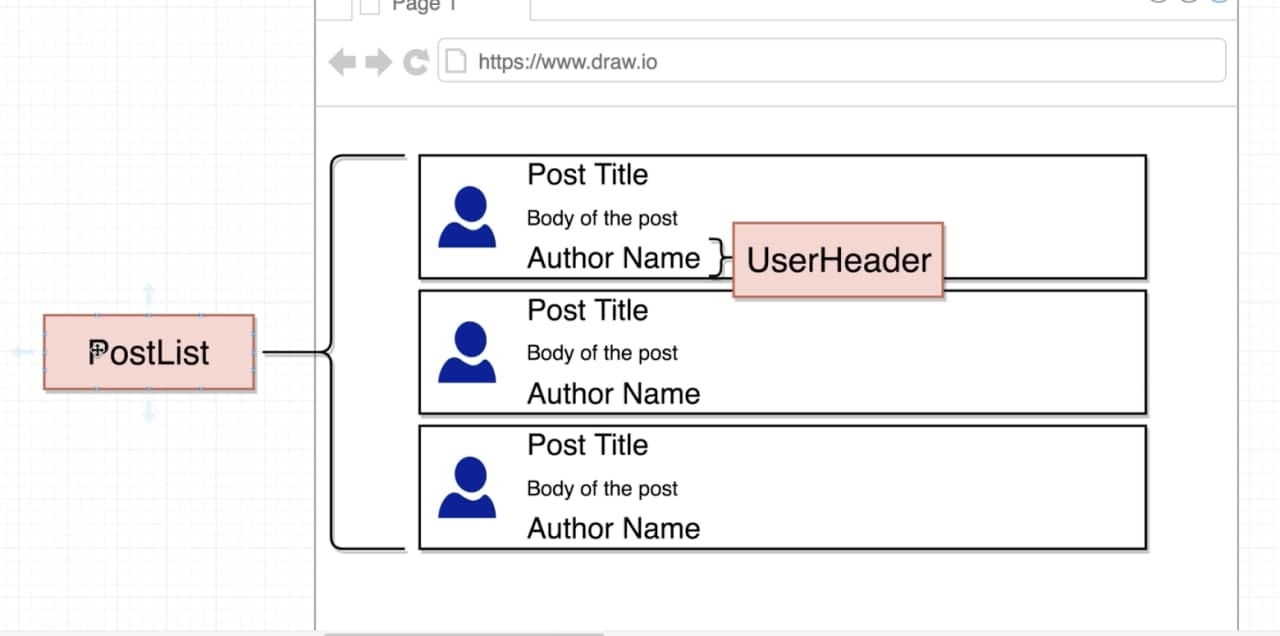 Page 1
https://www.draw.io
Post Title
Body of the post
Author Name
UserHeader
PostList
Post Title
Body of the post
Author Name
Post Title
Body of the post
Author Name